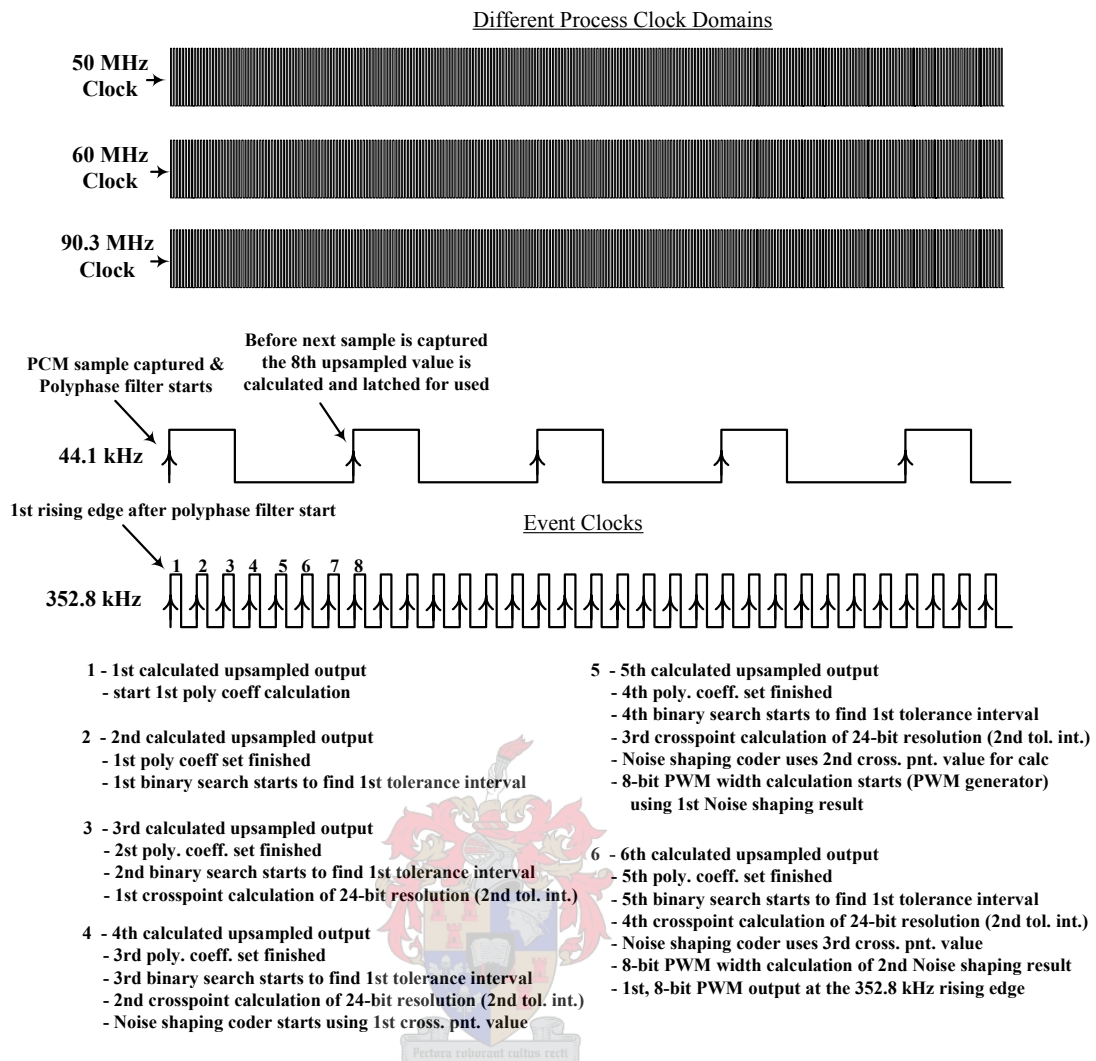 Different Process Clock Domains
50 MHz
Clock
60 MHz
Clock
90.3 MHz
Clock
Before next sample is captured
the 8th upsampled value is
calculated and latched for used
PCM sample captured &
Polyphase filter starts
44.1 kHz
1st rising edge after polyphase filter start
Event Clocks
1 2 3 4 5 6 7 8
352.8 kHz
1 - 1st calculated upsampled output
- start 1st poly coeff calculation
2 - 2nd calculated upsampled output
- 1st poly coeff set finished
- 1st binary search starts to find 1st tolerance interval
3 - 3rd calculated upsampled output
- 2st poly. coeff. set finished
- 2nd binary search starts to find 1st tolerance interval
- 1st crosspoint calculation of 24-bit resolution (2nd tol. int.)
4 - 4th calculated upsampled output
- 3rd poly. coeff. set finished
- 3rd binary search starts to find 1st tolerance interval
- 2nd crosspoint calculation of 24-bit resolution (2nd tol. int.)
- Noise shaping coder starts using 1st cross. pnt. value
5 - 5th calculated upsampled output
- 4th poly. coeff. set finished
- 4th binary search starts to find 1st tolerance interval
- 3rd crosspoint calculation of 24-bit resolution (2nd tol. int.)
- Noise shaping coder uses 2nd cross. pnt. value for calc
- 8-bit PWM width calculation starts (PWM generator)
using 1st Noise shaping result
6 - 6th calculated upsampled output
- 5th poly. coeff. set finished
- 5th binary search starts to find 1st tolerance interval
- 4th crosspoint calculation of 24-bit resolution (2nd tol. int.)
- Noise shaping coder uses 3rd cross. pnt. value
- 8-bit PWM width calculation of 2nd Noise shaping result
- 1st, 8-bit PWM output at the 352.8 kHz rising edge
Pectora roborant cultus recti